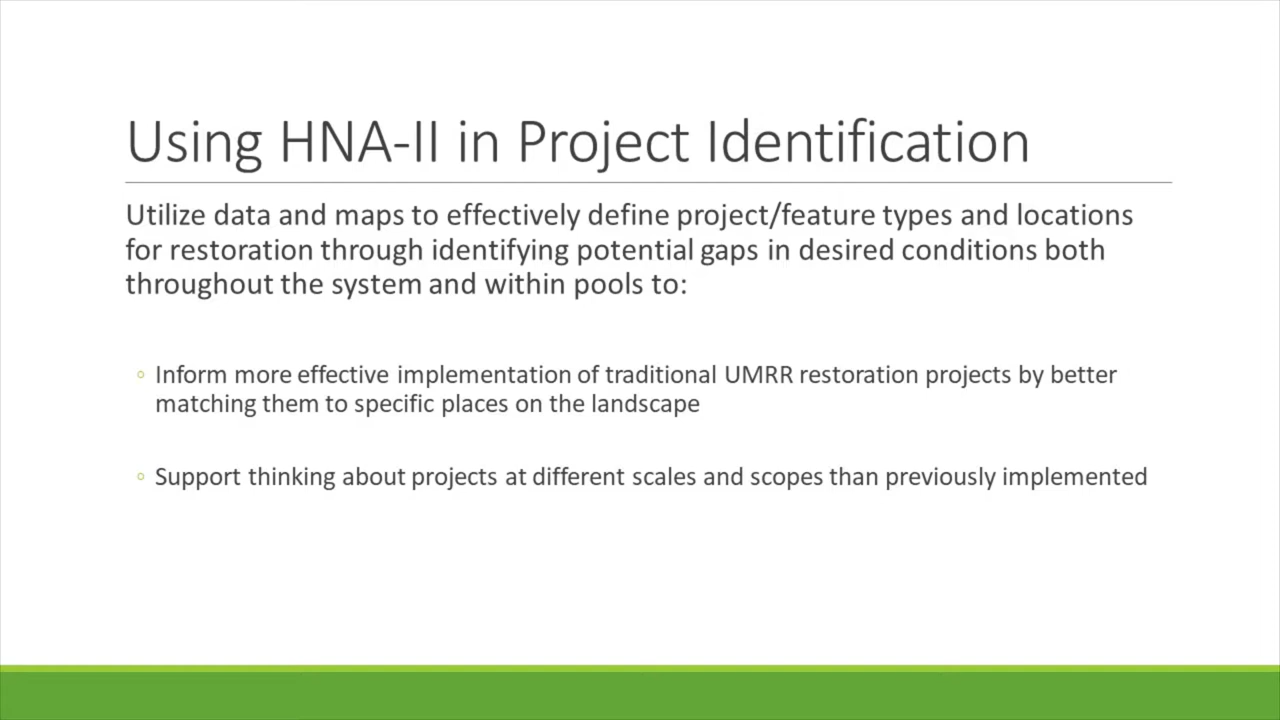 Using HNA-II in Project Identification
Utilize data and maps to effectively define project/feature types and locations
for restoration through identifying potential gaps in desired conditions both
throughout the system and within pools to:
◦ Inform more effective implementation of traditional UMRR restoration projects by better
matching them to specific places on the landscape
◦ Support thinking about projects at different scales and scopes than previously implemented